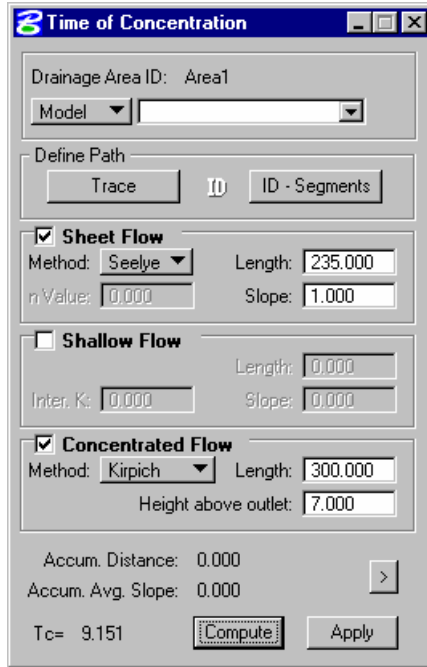 Time of Concentration
Drainage Area ID: Area1
Model
Define Path
Trace ID ID - Segments
Sheet Flow
Method: Seelye Length: 235.000
n Value: 0.000 Slope: 1.000
Shallow Flow
Length: 0.000
Inter. K: 0.000 Slope: 0.000
Concentrated Flow
Method: Kirpich Length: 300.000
Height above outlet: 7.000
Accum. Distance: 0.000
>
Accum. Avg. Slope: 0.000
Tc= 9.151 Compute Apply